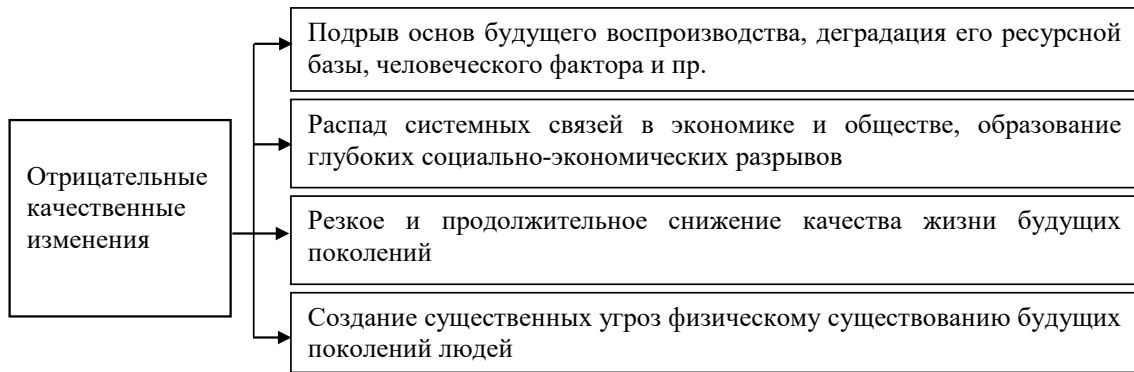 Отрицательные
качественные
изменения
Подрыв основ будущего воспроизводства, деградация его ресурсной
базы, человеческого фактора и пр.
Распад системных связей в экономике и обществе, образование
глубоких социально-экономических разрывов
Резкое и продолжительное снижение качества жизни будущих
поколений
Создание существенных угроз физическому существованию будущих
поколений людей